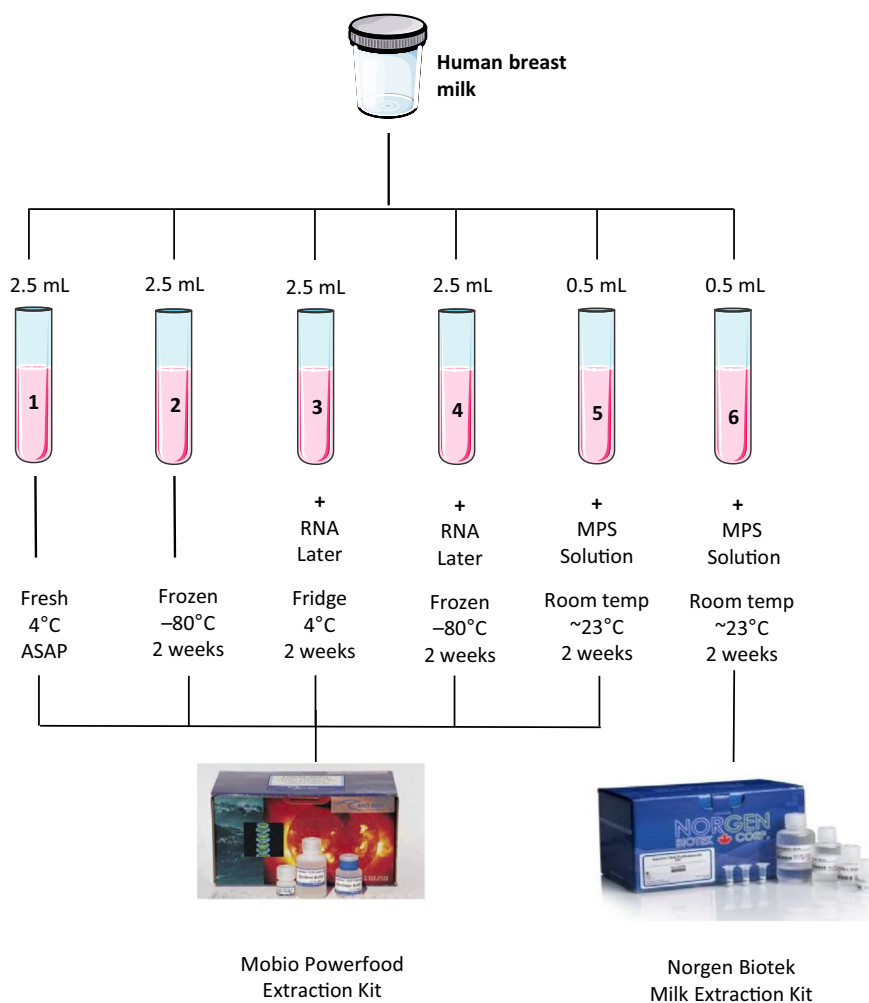 Human breast
milk
2.5 mL
2.5 mL
2.5 mL
2.5 mL
0.5 mL
0.5 mL
1
2
3
4
5
6
+
RNA
Later
+
RNA
Later
+
MPS
Solution
+
MPS
Solution
Fresh
4°C
ASAP
Frozen
–80°C
2 weeks
Fridge
4°C
2 weeks
Frozen
–80°C
2 weeks
Room temp
~23°C
2 weeks
Room temp
~23°C
2 weeks
NORGEN
BIOTEK CORP.
Mobio Powerfood
Extraction Kit
Norgen Biotek
Milk Extraction Kit